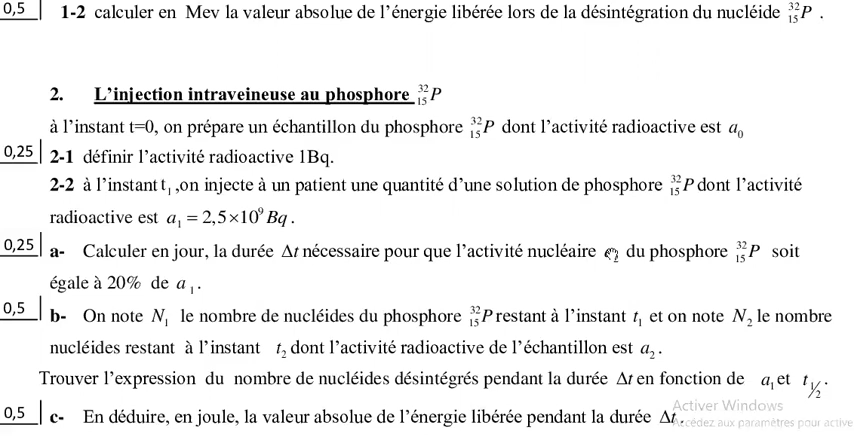 0,5 1-2 calculer en Mev la valeur absolue de l'énergie libérée lors de la désintégration du nucléide ³²₁₅P .
2. L'injection intraveineuse au phosphore ³²₁₅P
à l'instant t=0, on prépare un échantillon du phosphore ³²₁₅P dont l'activité radioactive est a₀
0,25 2-1 définir l'activité radioactive 1Bq.
2-2 à l'instant t₁ ,on injecte à un patient une quantité d'une solution de phosphore ³²₁₅P dont l'activité
radioactive est a₁ = 2,5×10⁹ Bq .
0,25 a- Calculer en jour, la durée Δt nécessaire pour que l'activité nucléaire a₂ du phosphore ³²₁₅P soit
égale à 20% de a₁ .
0,5 b- On note N₁ le nombre de nucléides du phosphore ³²₁₅P restant à l'instant t₁ et on note N₂ le nombre
nucléides restant à l'instant t₂ dont l'activité radioactive de l'échantillon est a₂ .
Trouver l'expression du nombre de nucléides désintégrés pendant la durée Δt en fonction de a₁ et t₁/₂ .
0,5 c- En déduire, en joule, la valeur absolue de l'énergie libérée pendant la durée Δt .
Activer Windows
Accédez aux paramètres pour active